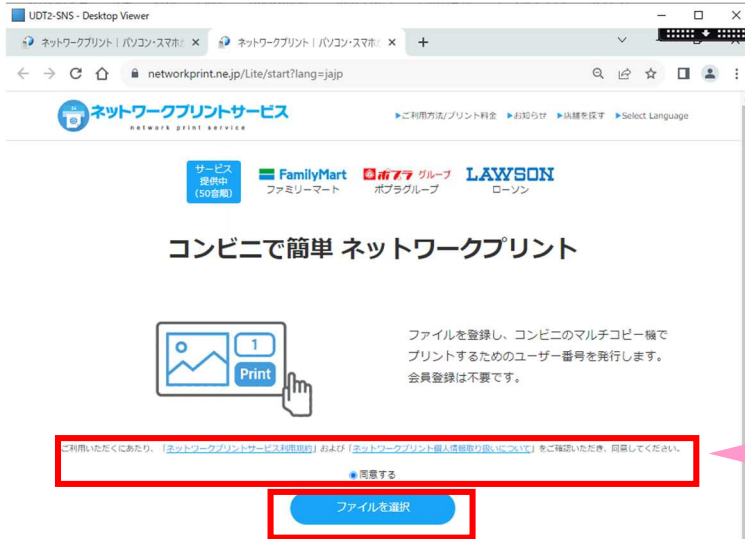 UDT2-SNS - Desktop Viewer
ネットワークプリント | パソコン・スマホ
ネットワークプリント | パソコン・スマホ
networkprint.ne.jp/Lite/start?lang=jajp
ネットワークプリントサービス
network print service
▶ご利用方法/プリント料金 ▶お知らせ ▶店舗を探す ▶Select Language
サービス
提供中
(50音順)
FamilyMart
ファミリーマート
ポプラ グループ
ポプラグループ
LAWSON
ローソン
コンビニで簡単 ネットワークプリント
1
Print
ファイルを登録し、コンビニのマルチコピー機で
プリントするためのユーザー番号を発行します。
会員登録は不要です。
ご利用いただくにあたり、「ネットワークプリントサービス利用規約」および「ネットワークプリント個人情報取り扱いについて」をご確認いただき、同意してください。
同意する
ファイルを選択